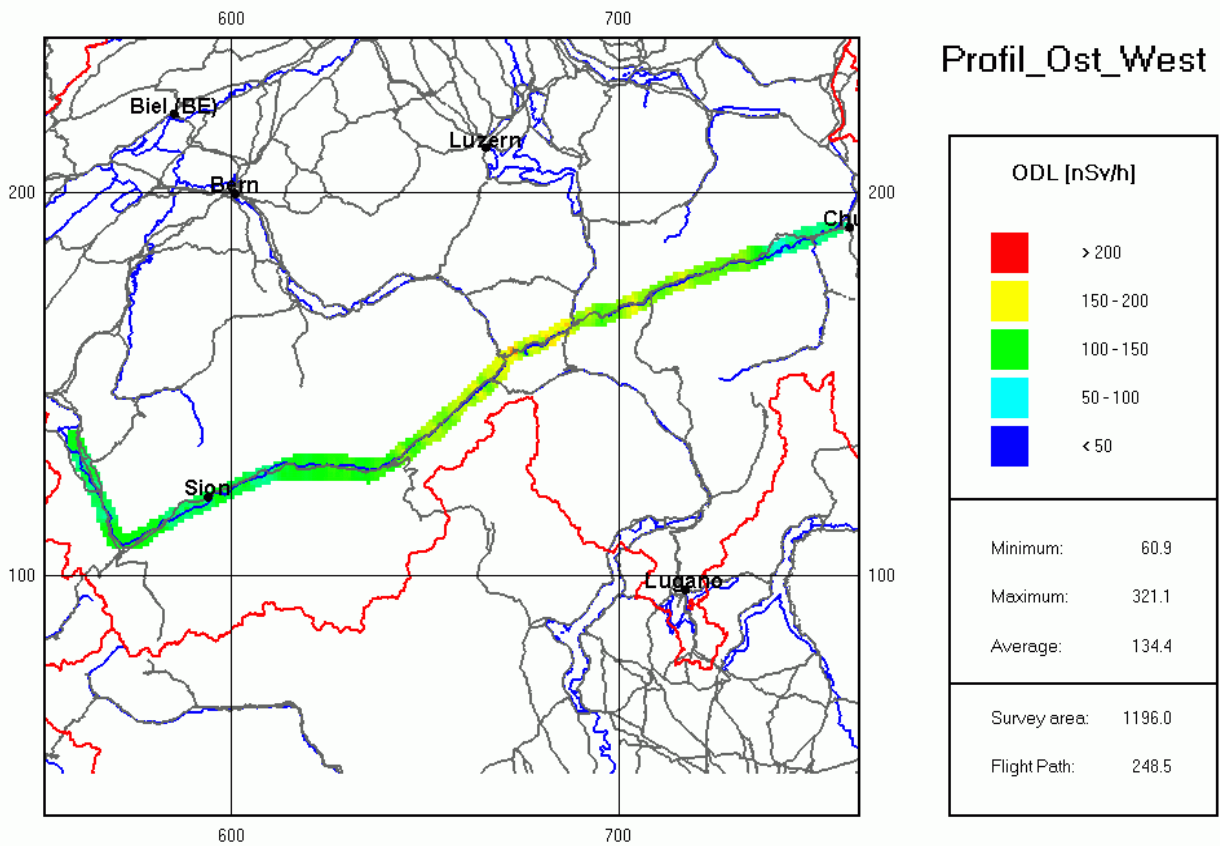 600 700
Profil_Ost_West
Biel (BE)
Luzern
Bern
200 200
Chu
Sion
100 100
Lugano
600 700
ODL [nSv/h]
> 200
150 - 200
100 - 150
50 - 100
< 50
Minimum: 60.9
Maximum: 321.1
Average: 134.4
Survey area: 1196.0
Flight Path: 248.5